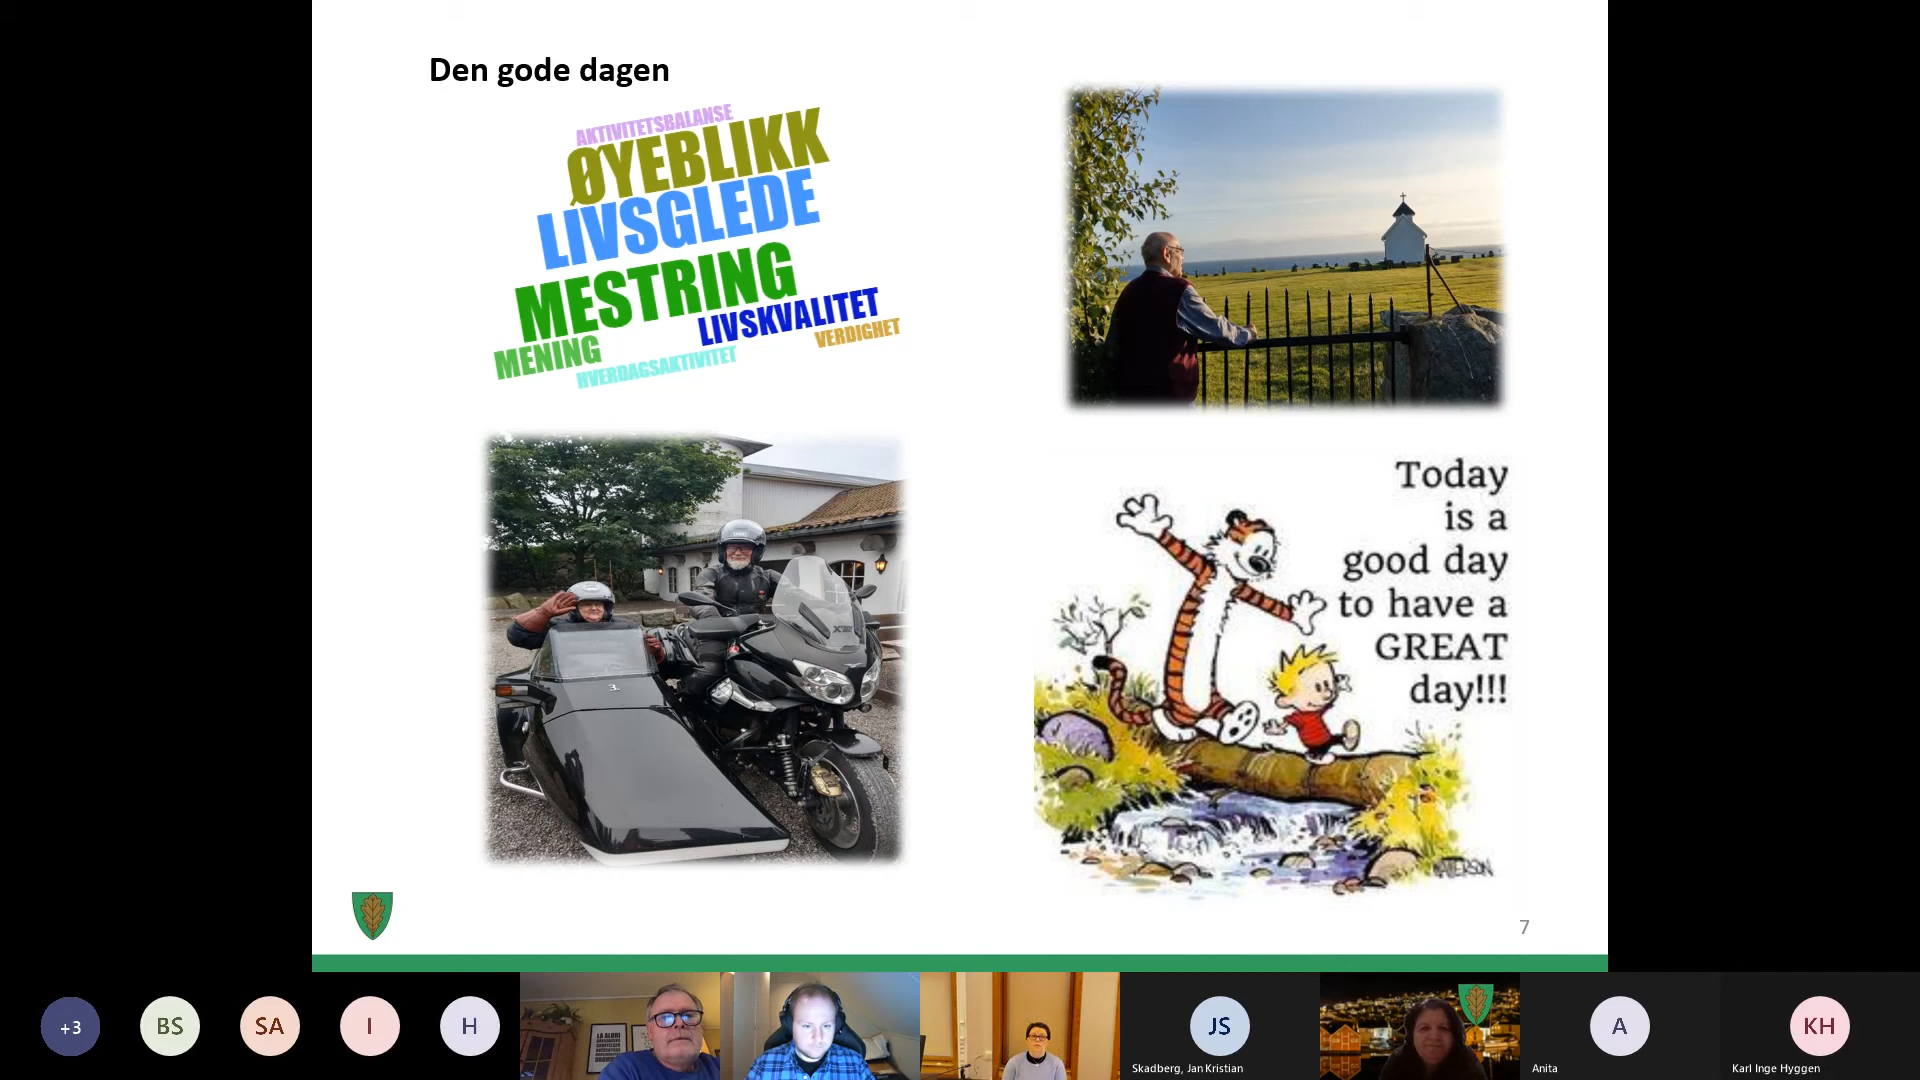 Den gode dagen
AKTIVITETSBALANSE
ØYEBLIKK
LIVSGLEDE
MESTRING
LIVSKVALITET
VERDIGHET
MENING
HVERDAGSAKTIVITET
Today
is a
good day
to have a
GREAT
day!!!
3.
7
+3
BS
SA
I
H
JS
Skadberg, Jan Kristian
A
Anita
KH
Karl Inge Hyggen